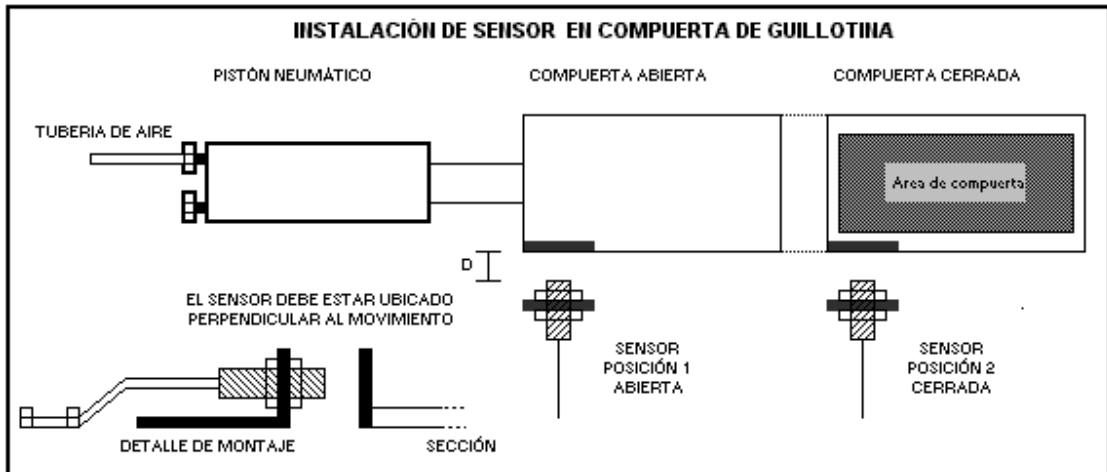 INSTALACIÓN DE SENSOR EN COMPUERTA DE GUILLOTINA
PISTÓN NEUMÁTICO
COMPUERTA ABIERTA
COMPUERTA CERRADA
TUBERIA DE AIRE
Area de compuerta
D
EL SENSOR DEBE ESTAR UBICADO
PERPENDICULAR AL MOVIMIENTO
SENSOR
POSICIÓN 1
ABIERTA
SENSOR
POSICIÓN 2
CERRADA
DETALLE DE MONTAJE
SECCIÓN